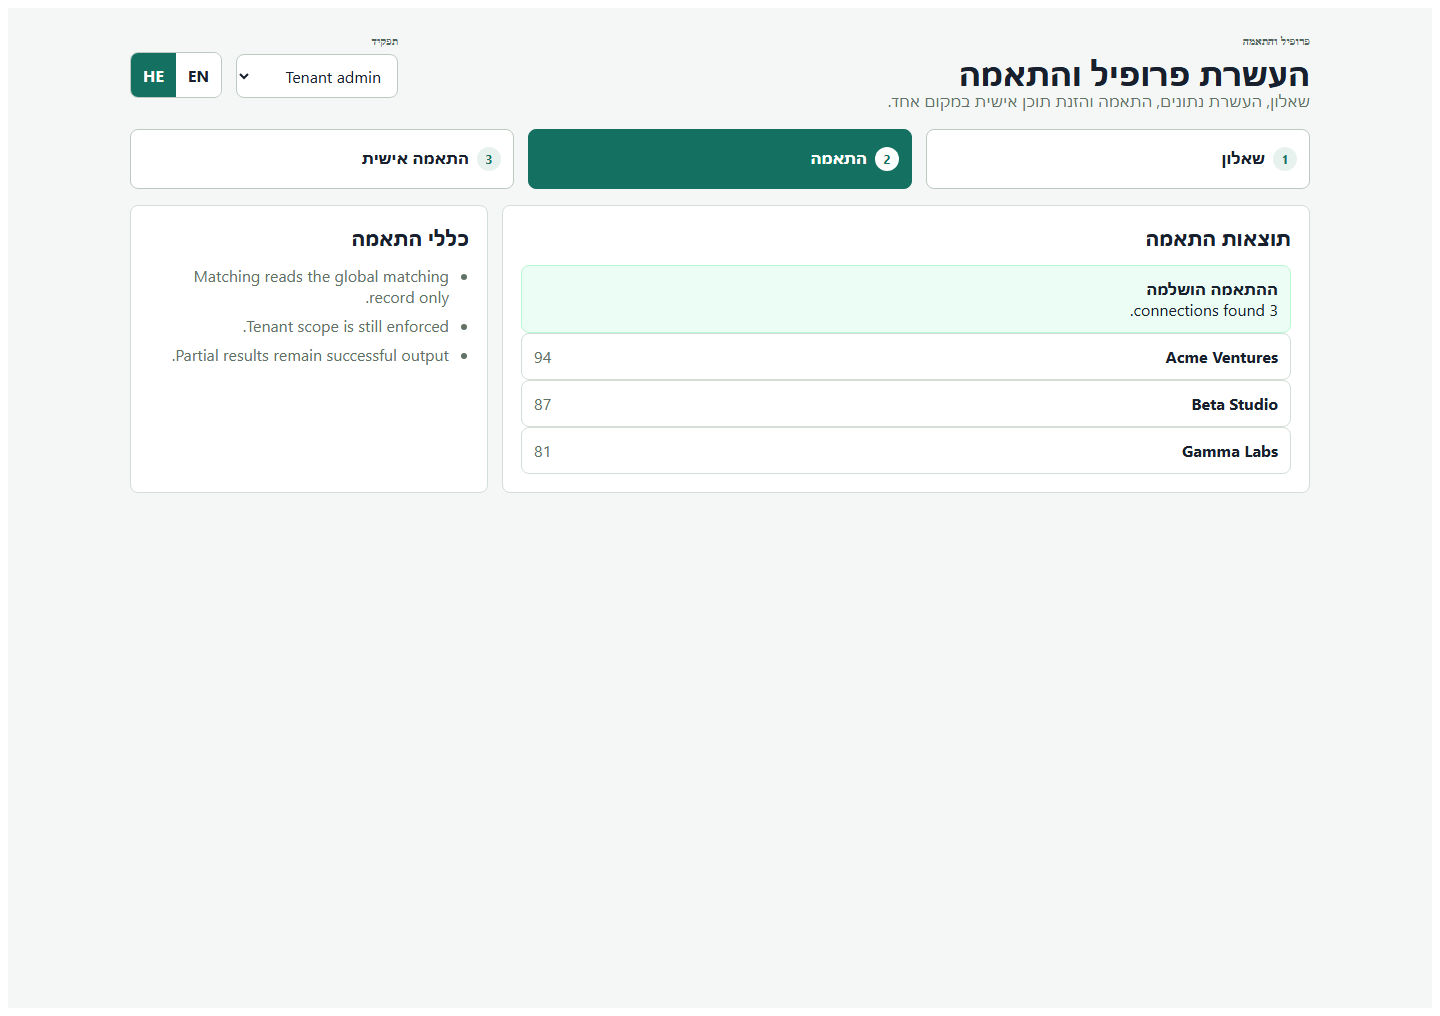 פרופיל והתאמה
העשרת פרופיל והתאמה
שאלון, העשרת נתונים, התאמה והזנת תוכן אישית במקום אחד.
תפקיד
Tenant admin
EN
HE
1 שאלון
2 התאמה
3 התאמה אישית
תוצאות התאמה
ההתאמה הושלמה
3 connections found.
Acme Ventures 94
Beta Studio 87
Gamma Labs 81
כללי התאמה
Matching reads the global matching
record only.
Tenant scope is still enforced.
Partial results remain successful output.